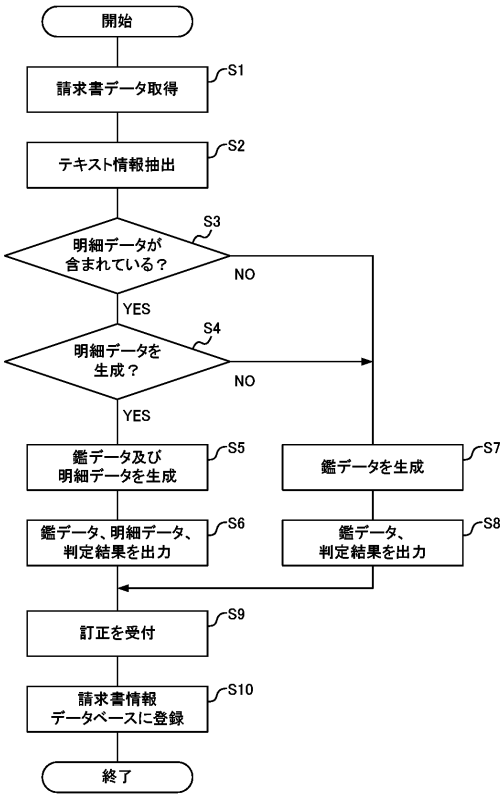 開始
請求書データ取得
S1
テキスト情報抽出
S2
明細データが
含まれている？
S3
NO
YES
明細データを
生成？
S4
NO
YES
鑑データ及び
明細データを生成
S5
鑑データを生成
S7
鑑データ、明細データ、
判定結果を出力
S6
鑑データ、
判定結果を出力
S8
訂正を受付
S9
請求書情報
データベースに登録
S10
終了